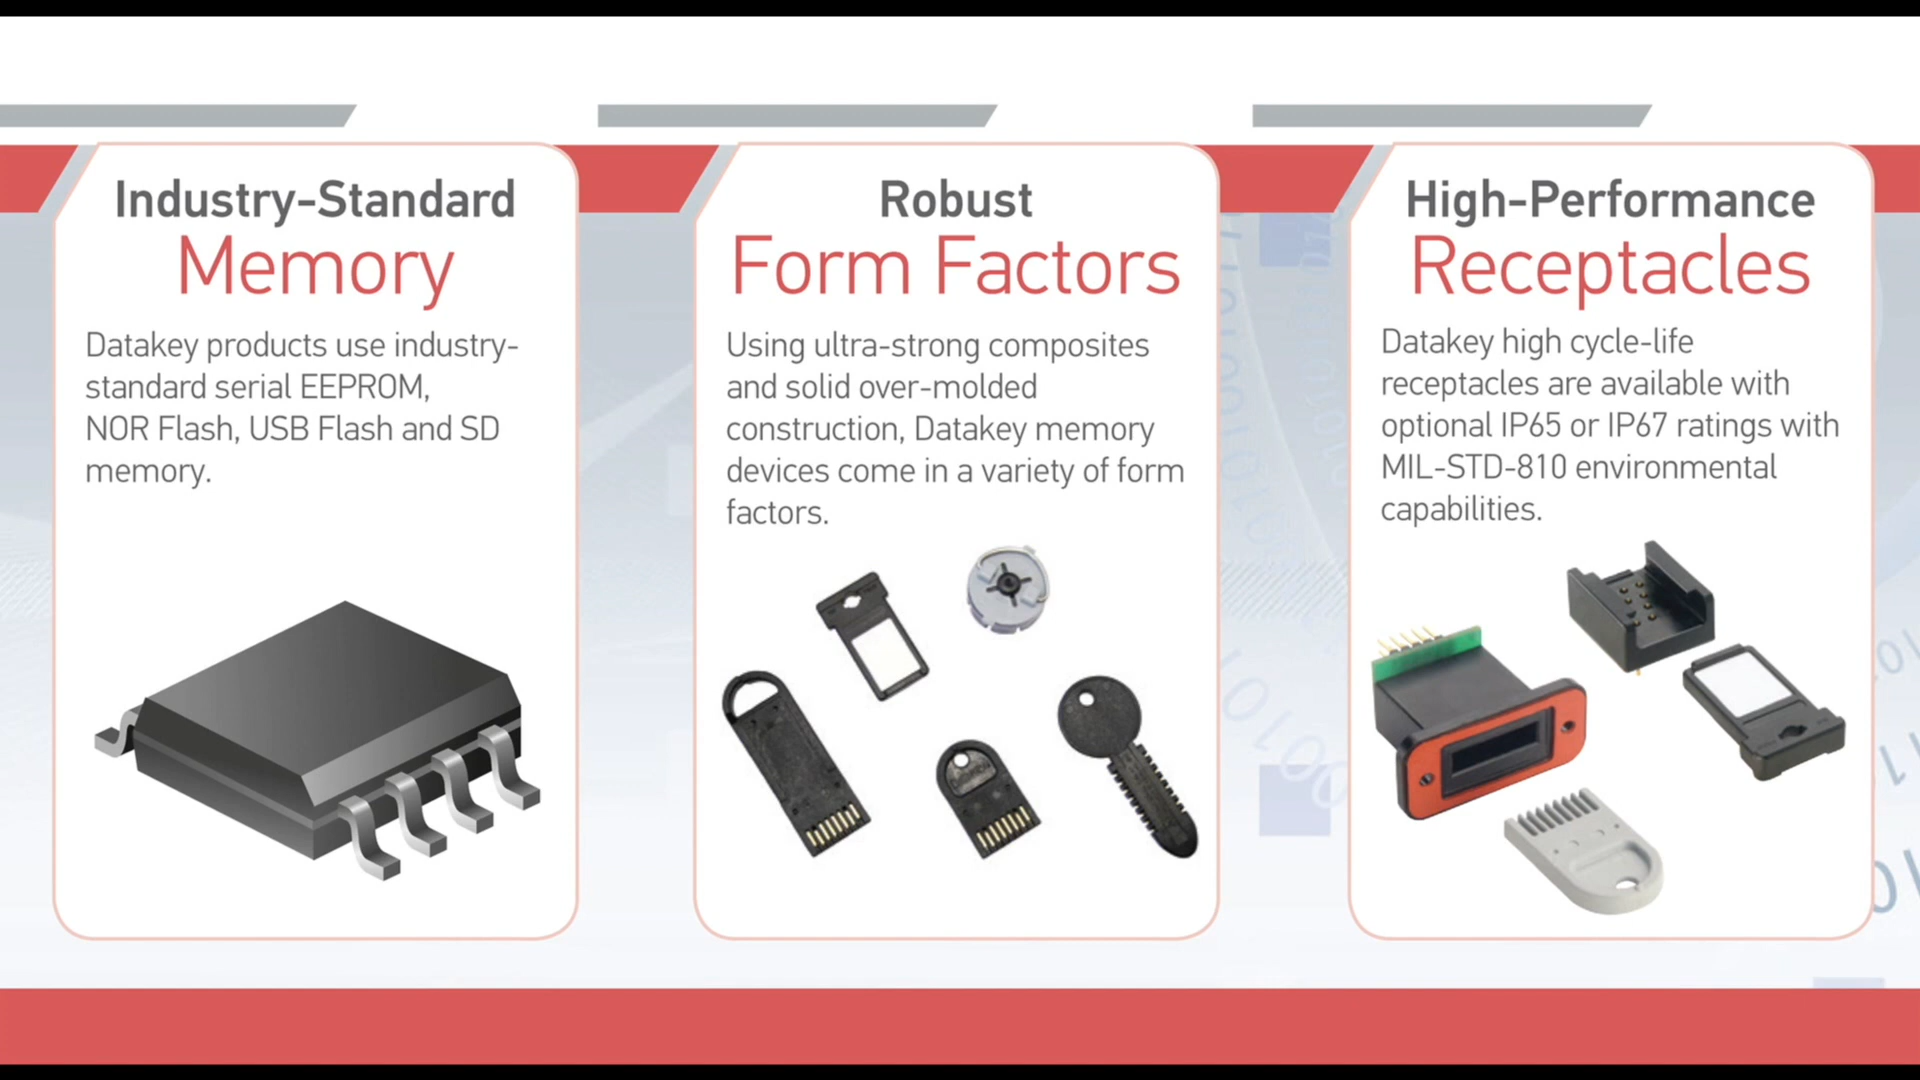 Industry-Standard
Memory
Datakey products use industry-
standard serial EEPROM,
NOR Flash, USB Flash and SD
memory.
Robust
Form Factors
Using ultra-strong composites
and solid over-molded
construction, Datakey memory
devices come in a variety of form
factors.
High-Performance
Receptacles
Datakey high cycle-life
receptacles are available with
optional IP65 or IP67 ratings with
MIL-STD-810 environmental
capabilities.